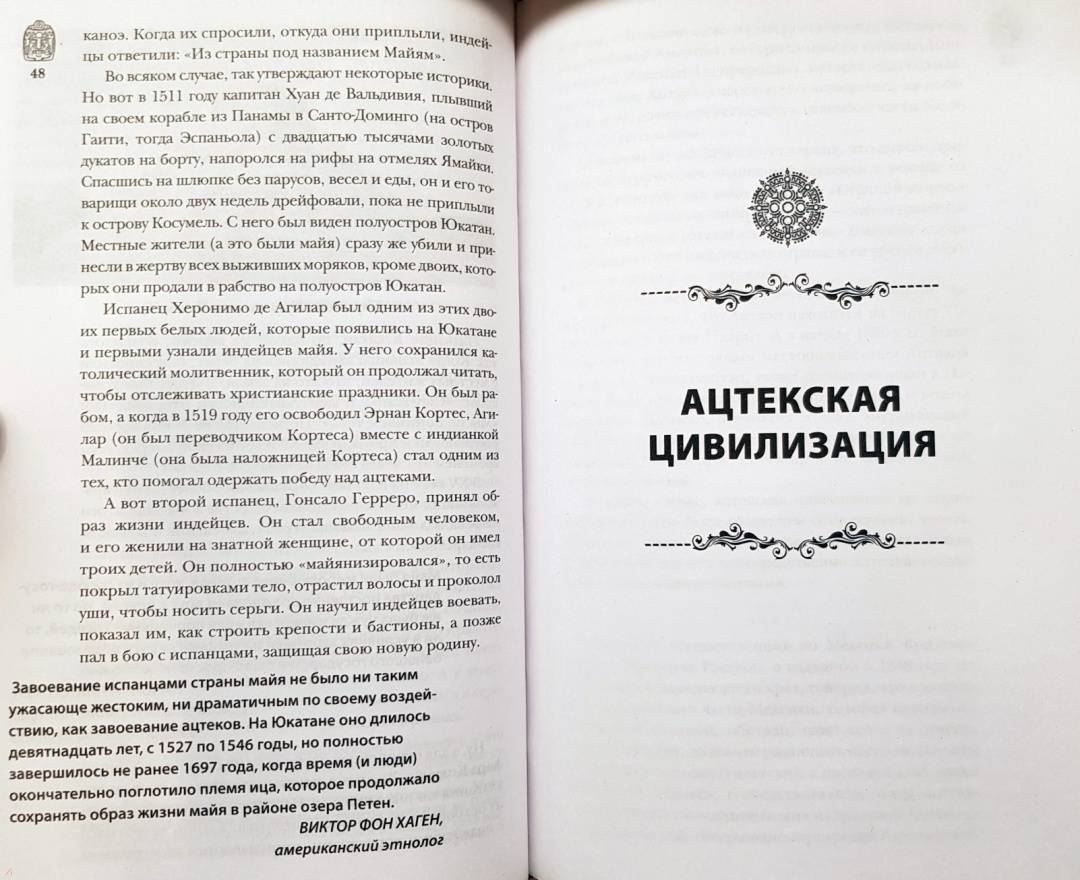 48
каноэ. Когда их спросили, откуда они приплыли, индей-
цы ответили: «Из страны под названием Майям».
Во всяком случае, так утверждают некоторые историки.
Но вот в 1511 году капитан Хуан де Вальдивия, плывший
на своем корабле из Панамы в Санто-Доминго (на остров
Гаити, тогда Эспаньола) с двадцатью тысячами золотых
дукатов на борту, напоролся на рифы на отмелях Ямайки.
Спасшись на шлюпке без парусов, весел и еды, он и его то-
варищи около двух недель дрейфовали, пока не приплыли
к острову Косумель. С него был виден полуостров Юкатан.
Местные жители (а это были майя) сразу же убили и при-
несли в жертву всех выживших моряков, кроме двоих, кото-
рых они продали в рабство на полуостров Юкатан.
Испанец Херонимо де Агилар был одним из этих дво-
их первых белых людей, которые появились на Юкатане
и первыми узнали индейцев майя. У него сохранился ка-
толический молитвенник, который он продолжал читать,
чтобы отслеживать христианские праздники. Он был ра-
бом, а когда в 1519 году его освободил Эрнан Кортес, Аги-
лар (он был переводчиком Кортеса) вместе с индианкой
Малинче (она была наложницей Кортеса) стал одним из
тех, кто помогал одержать победу над ацтеками.
А вот второй испанец, Гонсало Герреро, принял об-
раз жизни индейцев. Он стал свободным человеком,
и его женили на знатной женщине, от которой он имел
троих детей. Он полностью «майянизировался», то есть
покрыл татуировками тело, отрастил волосы и проколол
уши, чтобы носить серьги. Он научил индейцев воевать,
показал им, как строить крепости и бастионы, а позже
пал в бою с испанцами, защищая свою новую родину.
Завоевание испанцами страны майя не было ни таким
ужасающе жестоким, ни драматичным по своему воздей-
ствию, как завоевание ацтеков. На Юкатане оно длилось
девятнадцать лет, с 1527 по 1546 годы, но полностью
завершилось не ранее 1697 года, когда время (и люди)
окончательно поглотило племя ица, которое продолжало
сохранять образ жизни майя в районе озера Петен.
ВИКТОР ФОН ХАГЕН,
американский этнолог
АЦТЕКСКАЯ
ЦИВИЛИЗАЦИЯ